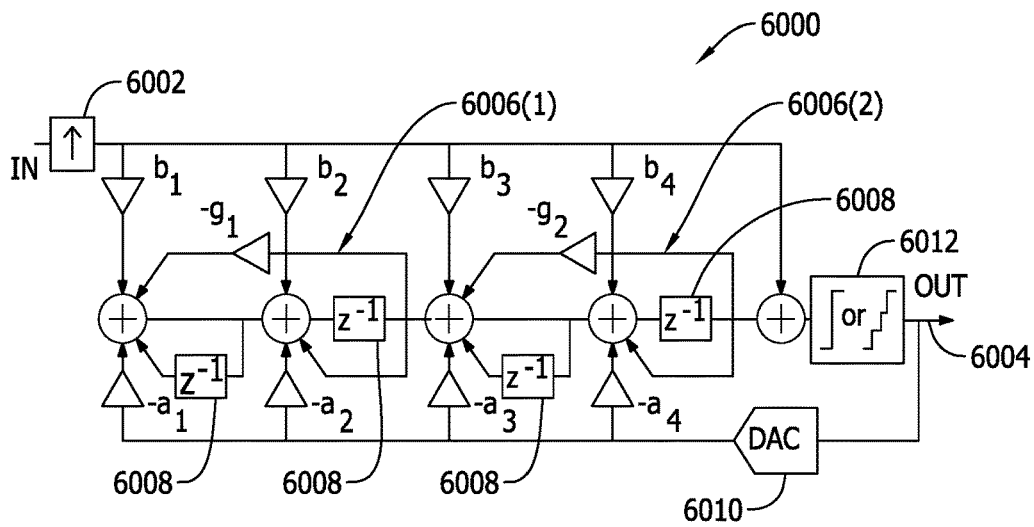 6000
6002
6006(1)
6006(2)
IN
↑
b1
b2
b3
b4
-g1
-g2
6008
6012
OUT
z-1
z-1
or
z-1
z-1
6004
-a1
-a2
-a3
-a4
6008
6008
6008
DAC
6010